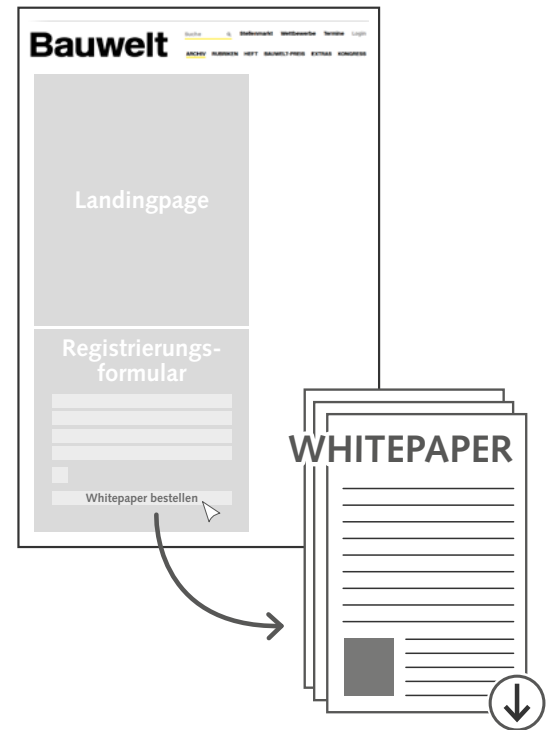 Bauwelt
Suche Stellenmarkt Wettbewerbe Termine Login
ARCHIV RUBRIKEN HEFT BAUWELT-PREIS EXTRAS KONGRESS
Landingpage
Registrierungs-
formular
Whitepaper bestellen
WHITEPAPER